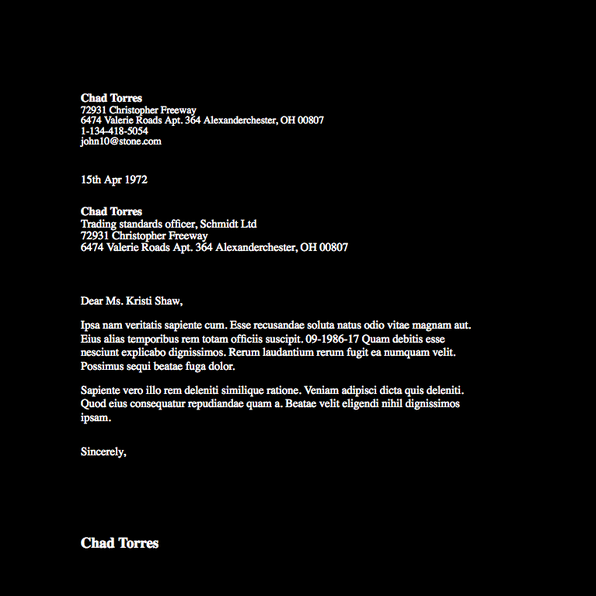 Chad Torres
72931 Christopher Freeway
6474 Valerie Roads Apt. 364 Alexanderchester, OH 00807
1-134-418-5054
john10@stone.com
15th Apr 1972
Chad Torres
Trading standards officer, Schmidt Ltd
72931 Christopher Freeway
6474 Valerie Roads Apt. 364 Alexanderchester, OH 00807
Dear Ms. Kristi Shaw,
Ipsa nam veritatis sapiente cum. Esse recusandae soluta natus odio vitae magnam aut.
Eius alias temporibus rem totam officiis suscipit. 09-1986-17 Quam debitis esse
nesciunt explicabo dignissimos. Rerum laudantium rerum fugit ea numquam velit.
Possimus sequi beatae fuga dolor.
Sapiente vero illo rem deleniti similique ratione. Veniam adipisci dicta quis deleniti.
Quod eius consequatur repudiandae quam a. Beatae velit eligendi nihil dignissimos
ipsam.
Sincerely,
Chad Torres